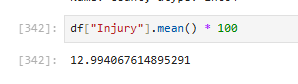 [342]: df["Injury"].mean() * 100
[342]: 12.994067614895291